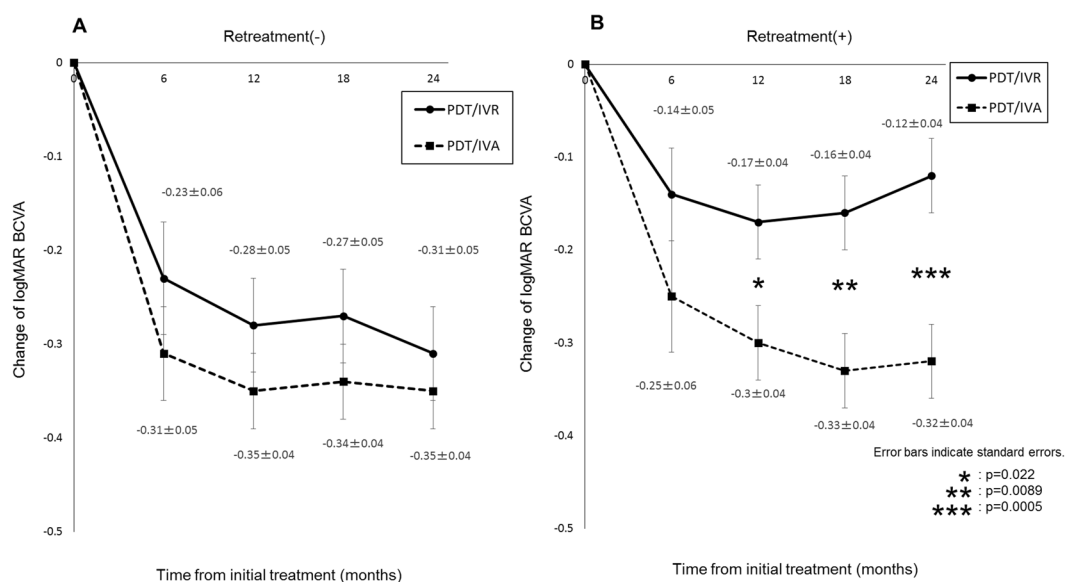 A
Retreatment(-)
0
0
6
12
18
24
PDT/IVR
PDT/IVA
-0.1
-0.2
-0.3
-0.4
-0.5
-0.23±0.06
-0.28±0.05
-0.27±0.05
-0.31±0.05
-0.31±0.05
-0.35±0.04
-0.34±0.04
-0.35±0.04
Change of logMAR BCVA
Time from initial treatment (months)
B
Retreatment(+)
0
0
6
12
18
24
PDT/IVR
PDT/IVA
-0.1
-0.2
-0.3
-0.4
-0.5
-0.14±0.05
-0.17±0.04
-0.16±0.04
-0.12±0.04
*
**
***
-0.25±0.06
-0.3±0.04
-0.33±0.04
-0.32±0.04
Change of logMAR BCVA
Time from initial treatment (months)
Error bars indicate standard errors.
* : p=0.022
** : p=0.0089
*** : p=0.0005